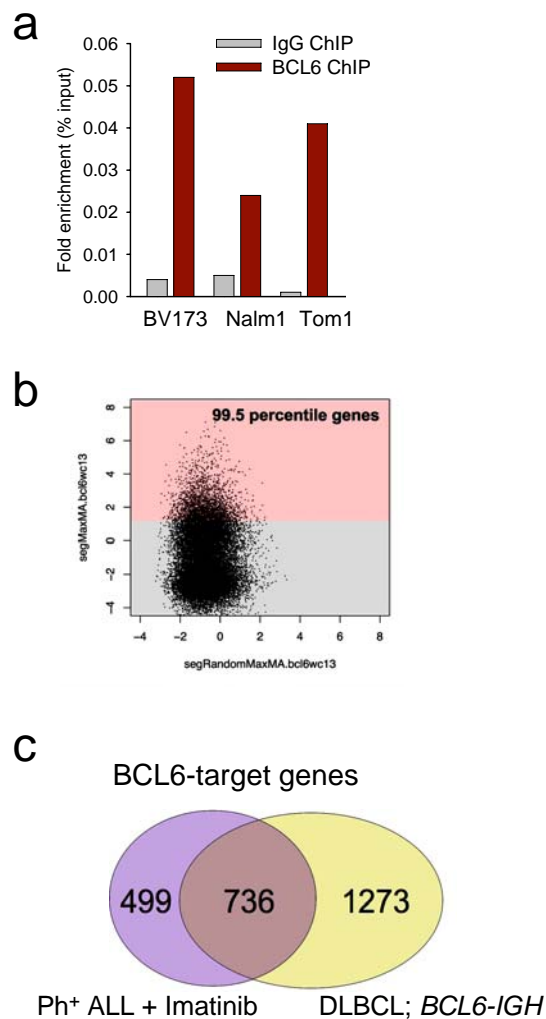 a
IgG ChIP
BCL6 ChIP
Fold enrichment (% input)
0.06
0.05
0.04
0.03
0.02
0.01
0.00
BV173 Nalm1 Tom1
b
99.5 percentile genes
segMaxMA.bcl6wc13
8
6
4
2
0
−2
−4
−4 −2 0 2 4 6 8
segRandomMaxMA.bcl6wc13
c
BCL6-target genes
499 736 1273
Ph+ ALL + Imatinib DLBCL; BCL6-IGH